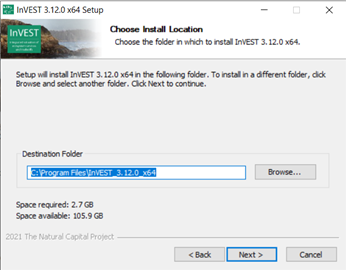 InVEST 3.12.0 x64 Setup
InVEST
Choose Install Location
Choose the folder in which to install InVEST 3.12.0 x64.
Setup will install InVEST 3.12.0 x64 in the following folder. To install in a different folder, click
Browse and select another folder. Click Next to continue.
Destination Folder
C:\Program Files\InVEST_3.12.0_x64
Browse...
Space required: 2.7 GB
Space available: 105.9 GB
2021 The Natural Capital Project
< Back
Next >
Cancel